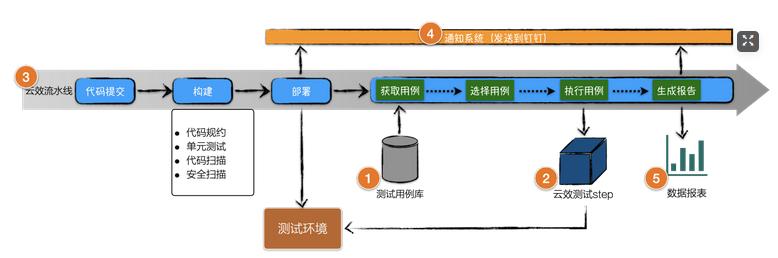 4
通知系统（发送到钉钉）
3
云效流水线
代码提交
构建
部署
获取用例
选择用例
执行用例
生成报告
代码规约
单元测试
代码扫描
安全扫描
1
测试用例库
2
云效测试step
5
数据报表
测试环境